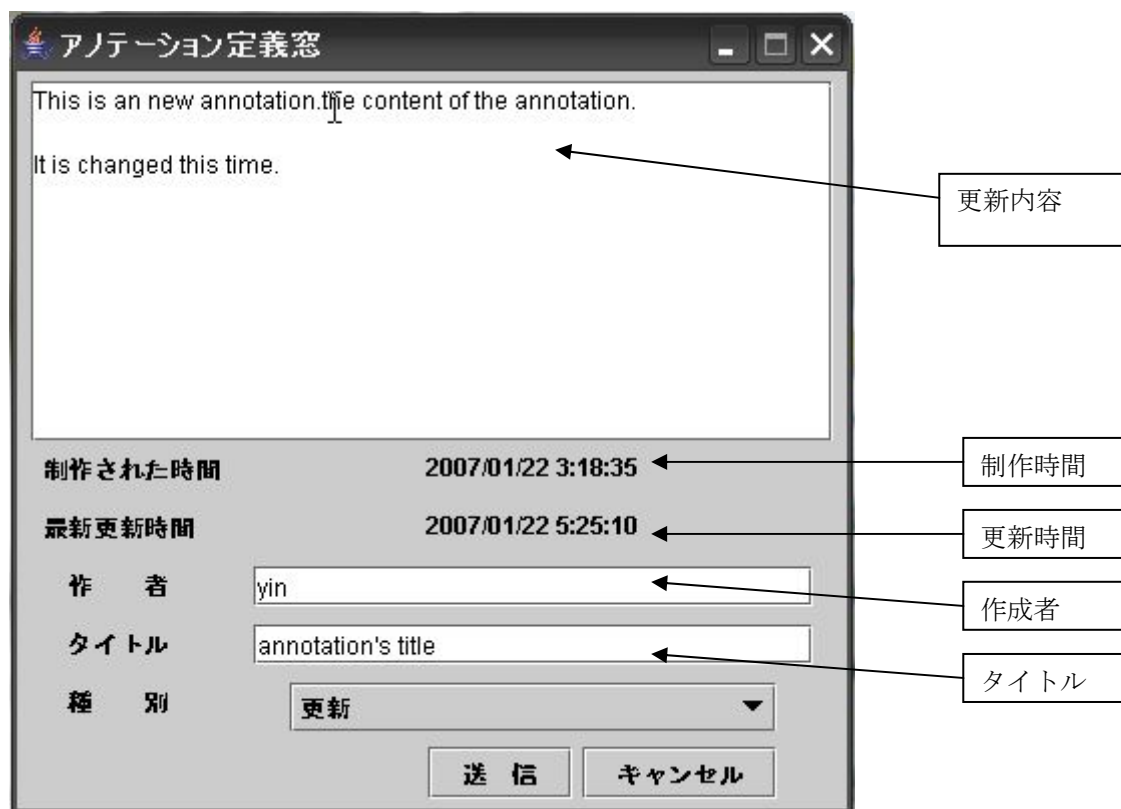 アノテーション定義窓
This is an new annotation.the content of the annotation.
It is changed this time.
更新内容
制作された時間 2007/01/22 3:18:35
制作時間
最新更新時間 2007/01/22 5:25:10
更新時間
作 者 yin
作成者
タイトル annotation's title
タイトル
種 別 更新
送 信 キャンセル